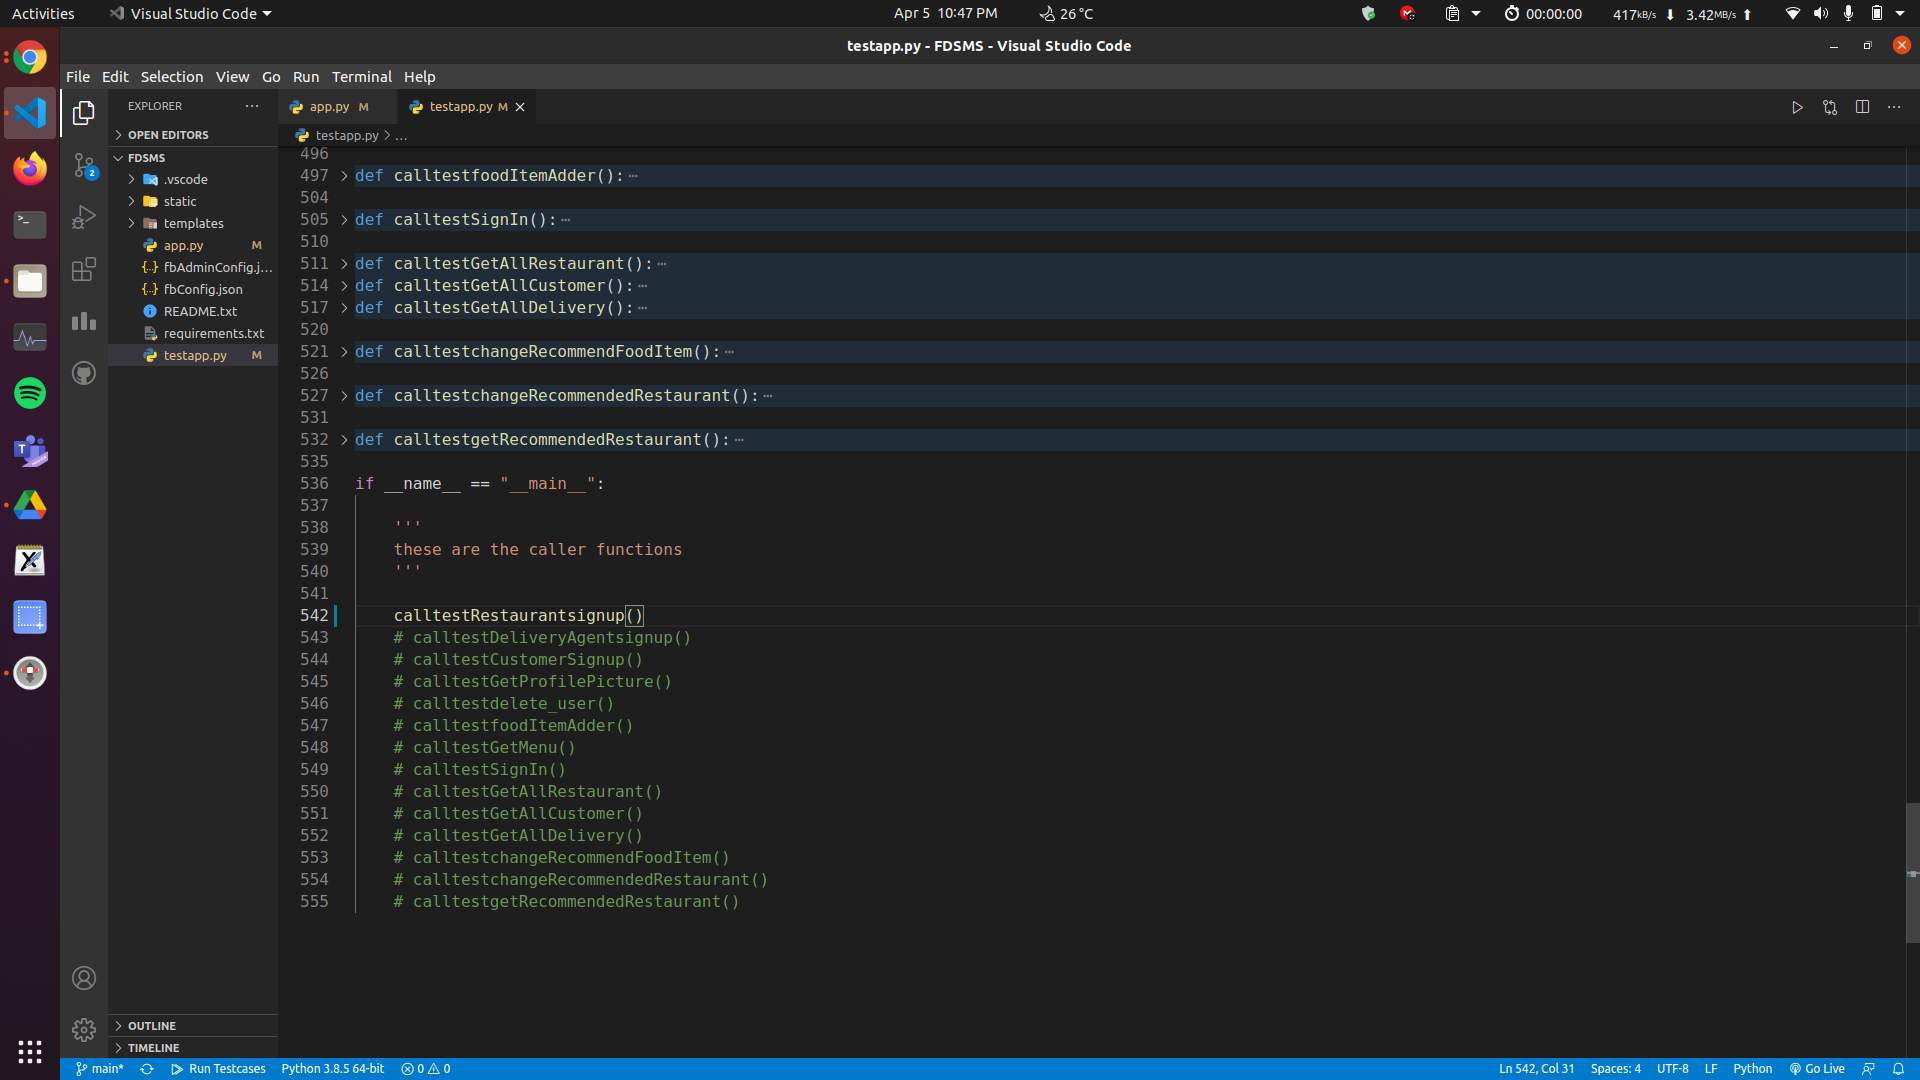 Activities Visual Studio Code Apr 5 10:47 PM 26 °C 00:00:00 417kB/s 3.42MB/s
testapp.py - FDSMS - Visual Studio Code
File Edit Selection View Go Run Terminal Help
EXPLORER ··· app.py M testapp.py M
OPEN EDITORS
testapp.py > ...
FDSMS
.vscode
static
templates
app.py M
fbAdminConfig.j...
fbConfig.json
README.txt
requirements.txt
testapp.py M
OUTLINE
TIMELINE
496
497 def calltestfoodItemAdder():···
504
505 def calltestSignIn():···
510
511 def calltestGetAllRestaurant():···
514 def calltestGetAllCustomer():···
517 def calltestGetAllDelivery():···
520
521 def calltestchangeRecommendFoodItem():···
526
527 def calltestchangeRecommendedRestaurant():···
531
532 def calltestgetRecommendedRestaurant():···
535
536 if __name__ == "__main__":
537
538 '''
539 these are the caller functions
540 '''
541
542 calltestRestaurantsignup()
543 # calltestDeliveryAgentsignup()
544 # calltestCustomerSignup()
545 # calltestGetProfilePicture()
546 # calltestdelete_user()
547 # calltestfoodItemAdder()
548 # calltestGetMenu()
549 # calltestSignIn()
550 # calltestGetAllRestaurant()
551 # calltestGetAllCustomer()
552 # calltestGetAllDelivery()
553 # calltestchangeRecommendFoodItem()
554 # calltestchangeRecommendedRestaurant()
555 # calltestgetRecommendedRestaurant()
main* Run Testcases Python 3.8.5 64-bit 0 0 Ln 542, Col 31 Spaces: 4 UTF-8 LF Python Go Live